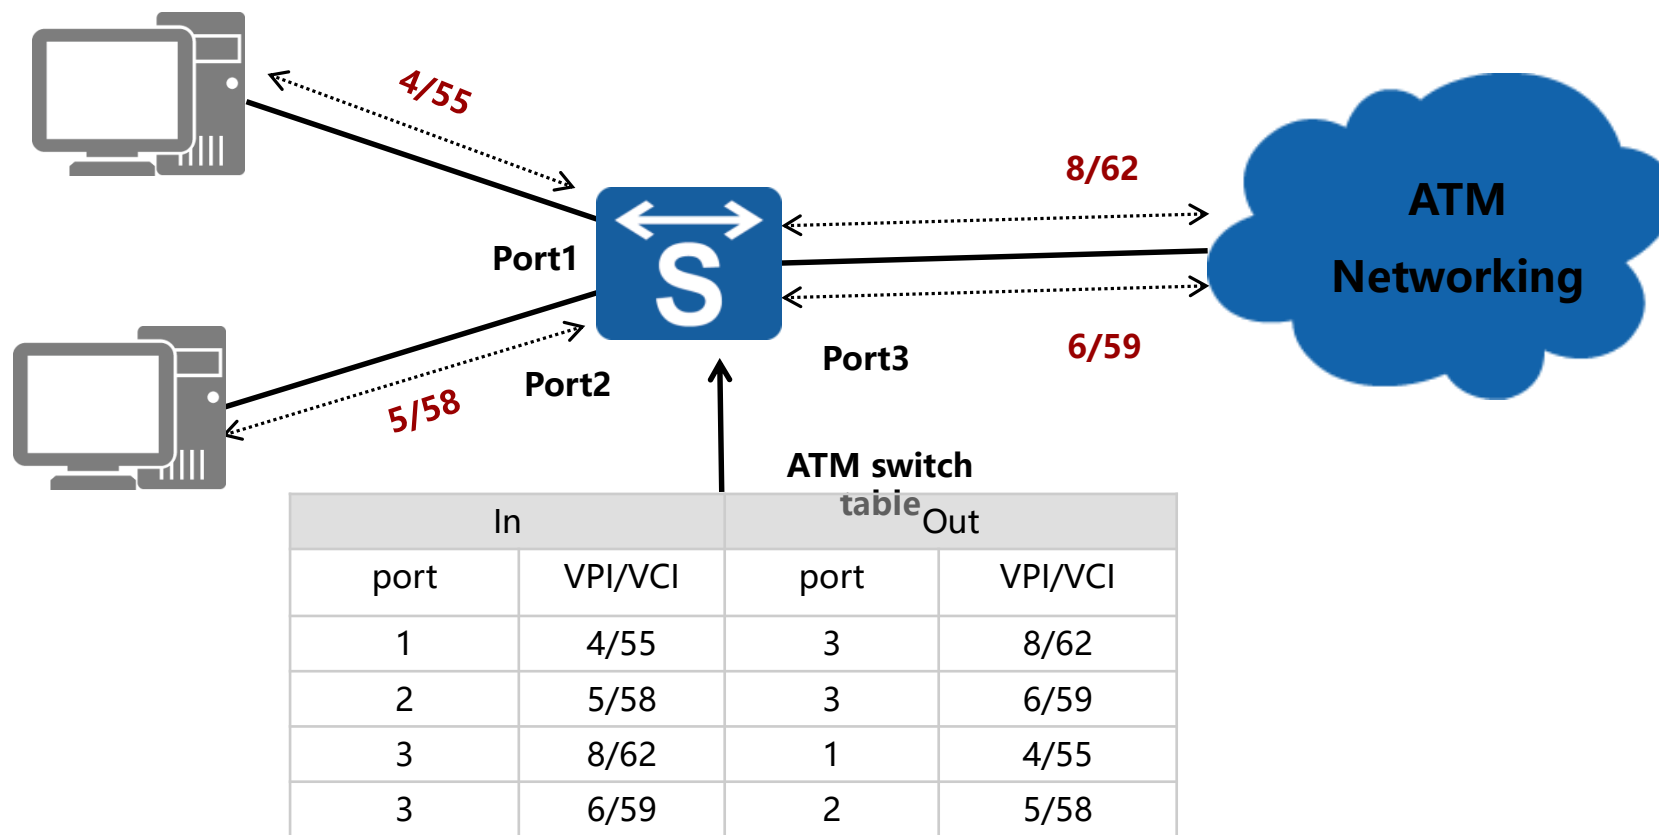 4/55
8/62
ATM
Networking
Port1
S
Port3
6/59
Port2
5/58
ATM switch
table
In Out
port VPI/VCI port VPI/VCI
1 4/55 3 8/62
2 5/58 3 6/59
3 8/62 1 4/55
3 6/59 2 5/58